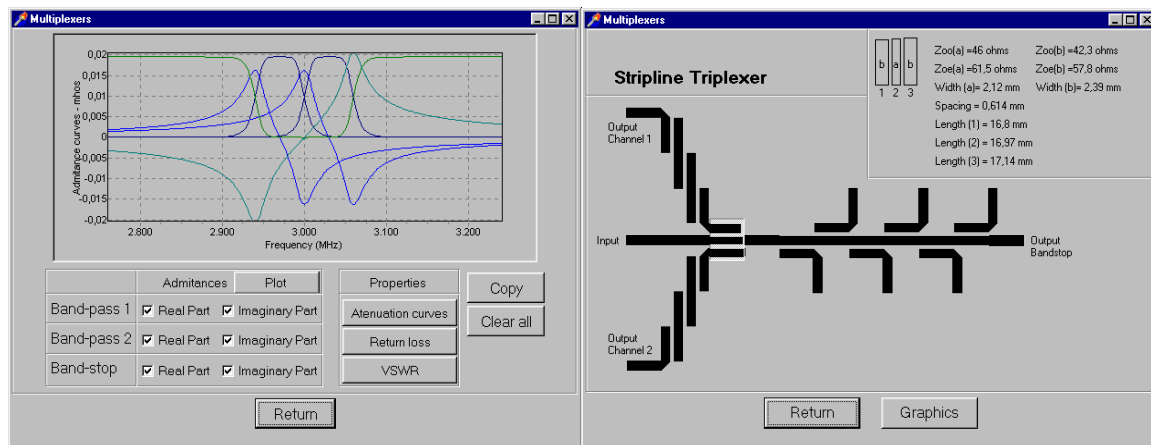 Multiplexers
0,02
0,015
0,01
0,005
0
-0,005
-0,01
-0,015
-0,02
Admitance curves - mhos
2.800 2.900 3.000 3.100 3.200
Frequency (MHz)
Admitances Plot
Band-pass 1 Real Part Imaginary Part
Band-pass 2 Real Part Imaginary Part
Band-stop Real Part Imaginary Part
Properties
Atenuation curves
Return loss
VSWR
Copy
Clear all
Return
Multiplexers
Stripline Triplexer
b a b
1 2 3
Zoo(a) =46 ohms Zoo(b) =42,3 ohms
Zoe(a) =61,5 ohms Zoe(b) =57,8 ohms
Width (a)= 2,12 mm Width (b)= 2,39 mm
Spacing = 0,614 mm
Length (1) = 16,8 mm
Length (2) = 16,97 mm
Length (3) = 17,14 mm
Output
Channel 1
Input
Output
Bandstop
Output
Channel 2
Return Graphics